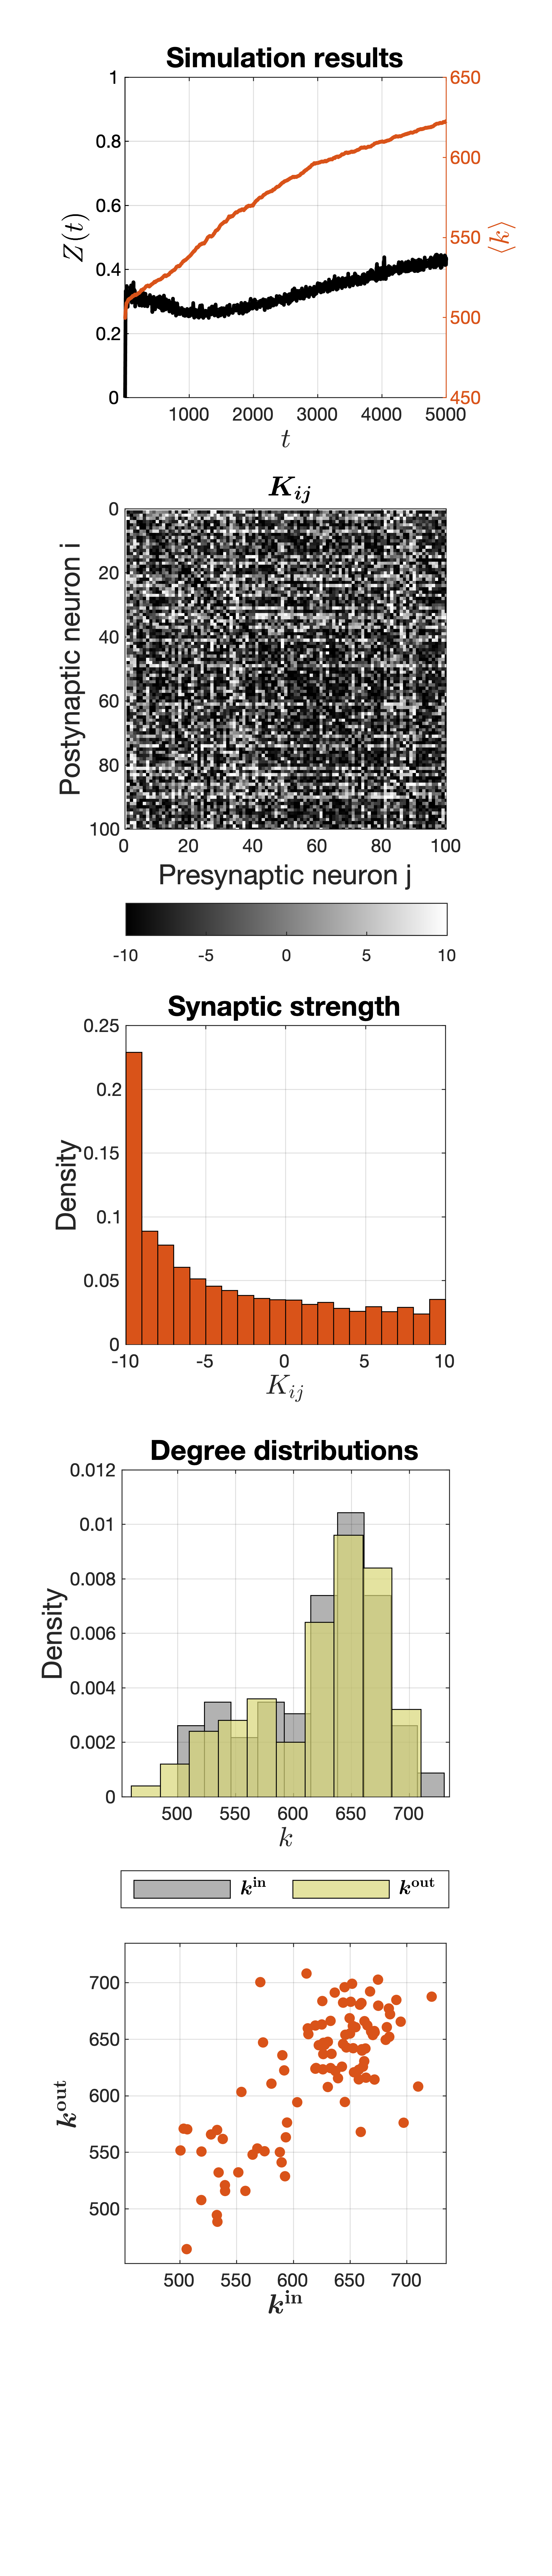 Simulation results
1
0.8
0.6
0.4
0.2
0
Z(t)
650
600
550
500
450
⟨k⟩
1000 2000 3000 4000 5000
t
K_{ij}
0
20
40
60
80
100
Postynaptic neuron i
0 20 40 60 80 100
Presynaptic neuron j
-10 -5 0 5 10
Synaptic strength
0.25
0.2
0.15
0.1
0.05
0
Density
-10 -5 0 5 10
K_{ij}
Degree distributions
0.012
0.01
0.008
0.006
0.004
0.002
0
Density
500 550 600 650 700
k
k^{in} k^{out}
700
650
600
550
500
k^{out}
500 550 600 650 700
k^{in}